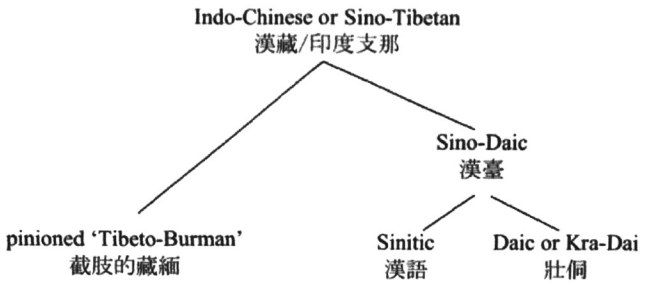 Indo-Chinese or Sino-Tibetan
漢藏/印度支那
Sino-Daic
漢臺
pinioned ‘Tibeto-Burman’
截肢的藏緬
Sinitic
漢語
Daic or Kra-Dai
壯侗